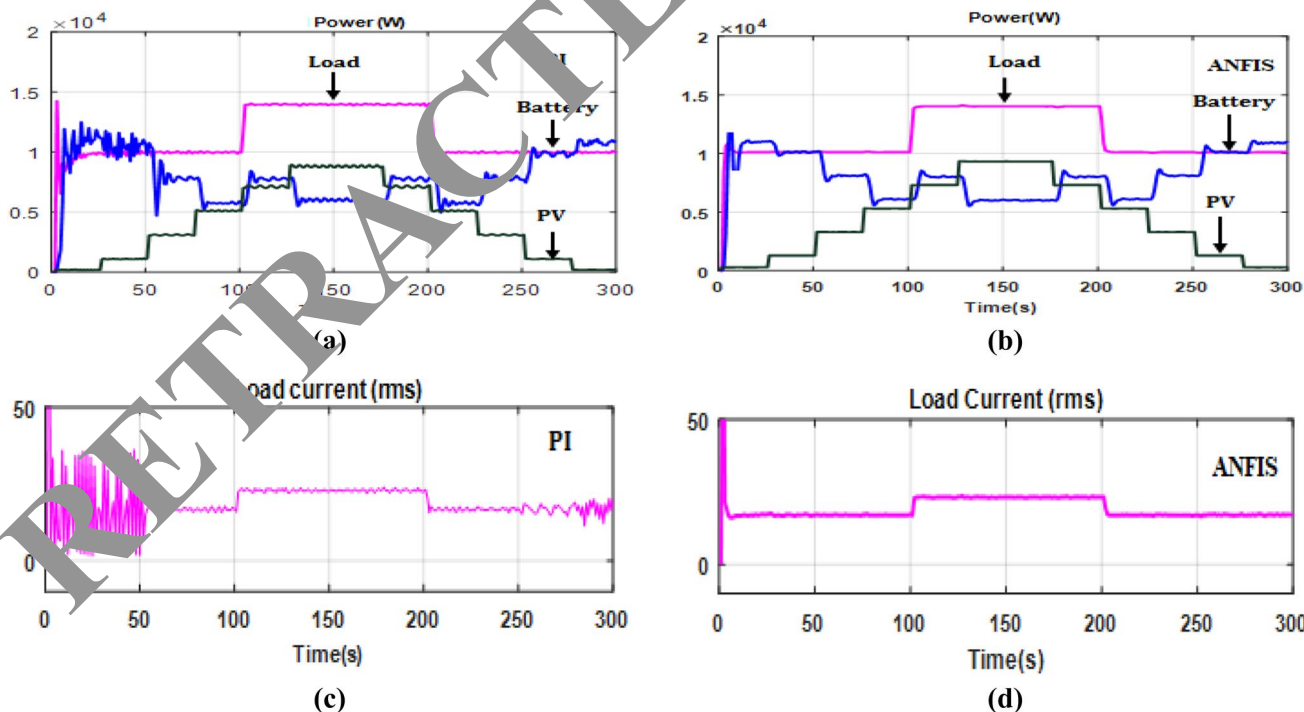 RETRACTE
(a)
×10⁴
Power (W)
2
1.5
1
0.5
0
Load
Battery
PV
0 50 100 150 200 250 300
(b)
×10⁴
Power(W)
2
1.5
1
0.5
0
Load
ANFIS
Battery
PV
0 50 100 150 200 250 300
Time(s)
(a)
(b)
oad current (rms)
50
0
PI
0 50 100 150 200 250 300
Time(s)
(c)
Load Current (rms)
50
0
ANFIS
0 50 100 150 200 250 300
Time(s)
(d)